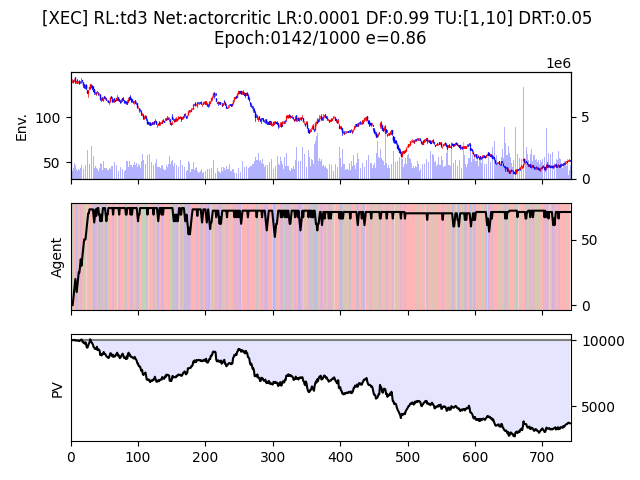 [XEC] RL:td3 Net:actorcritic LR:0.0001 DF:0.99 TU:[1,10] DRT:0.05
Epoch:0142/1000 e=0.86
1e6
Env.
100
50
5
0
Agent
50
0
PV
10000
5000
0 100 200 300 400 500 600 700